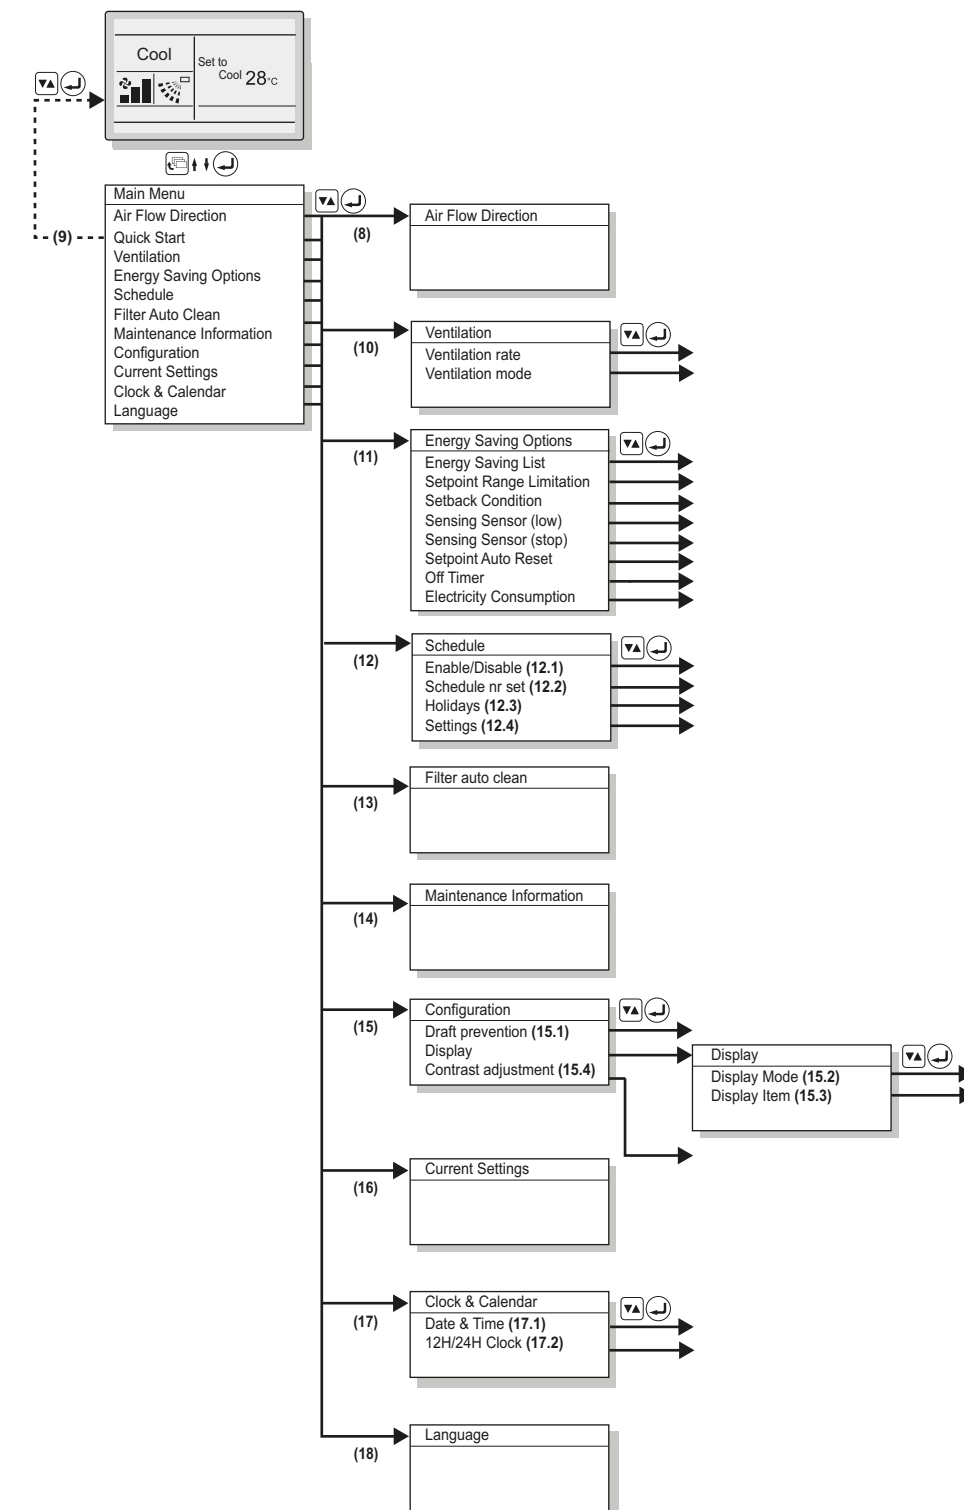 Cool
Set to
Cool 28°C
Main Menu
Air Flow Direction
(9)
Quick Start
Ventilation
Energy Saving Options
Schedule
Filter Auto Clean
Maintenance Information
Configuration
Current Settings
Clock & Calendar
Language
(8)
Air Flow Direction
(10)
Ventilation
Ventilation rate
Ventilation mode
(11)
Energy Saving Options
Energy Saving List
Setpoint Range Limitation
Setback Condition
Sensing Sensor (low)
Sensing Sensor (stop)
Setpoint Auto Reset
Off Timer
Electricity Consumption
(12)
Schedule
Enable/Disable (12.1)
Schedule nr set (12.2)
Holidays (12.3)
Settings (12.4)
(13)
Filter auto clean
(14)
Maintenance Information
(15)
Configuration
Draft prevention (15.1)
Display
Contrast adjustment (15.4)
Display
Display Mode (15.2)
Display Item (15.3)
(16)
Current Settings
(17)
Clock & Calendar
Date & Time (17.1)
12H/24H Clock (17.2)
(18)
Language